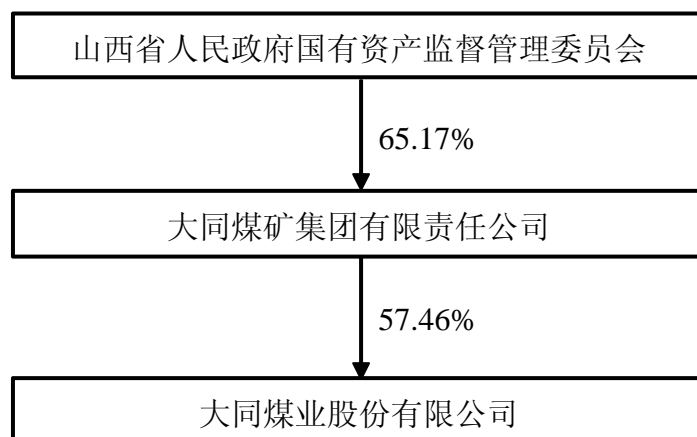 山西省人民政府国有资产监督管理委员会
65.17%
大同煤矿集团有限责任公司
57.46%
大同煤业股份有限公司